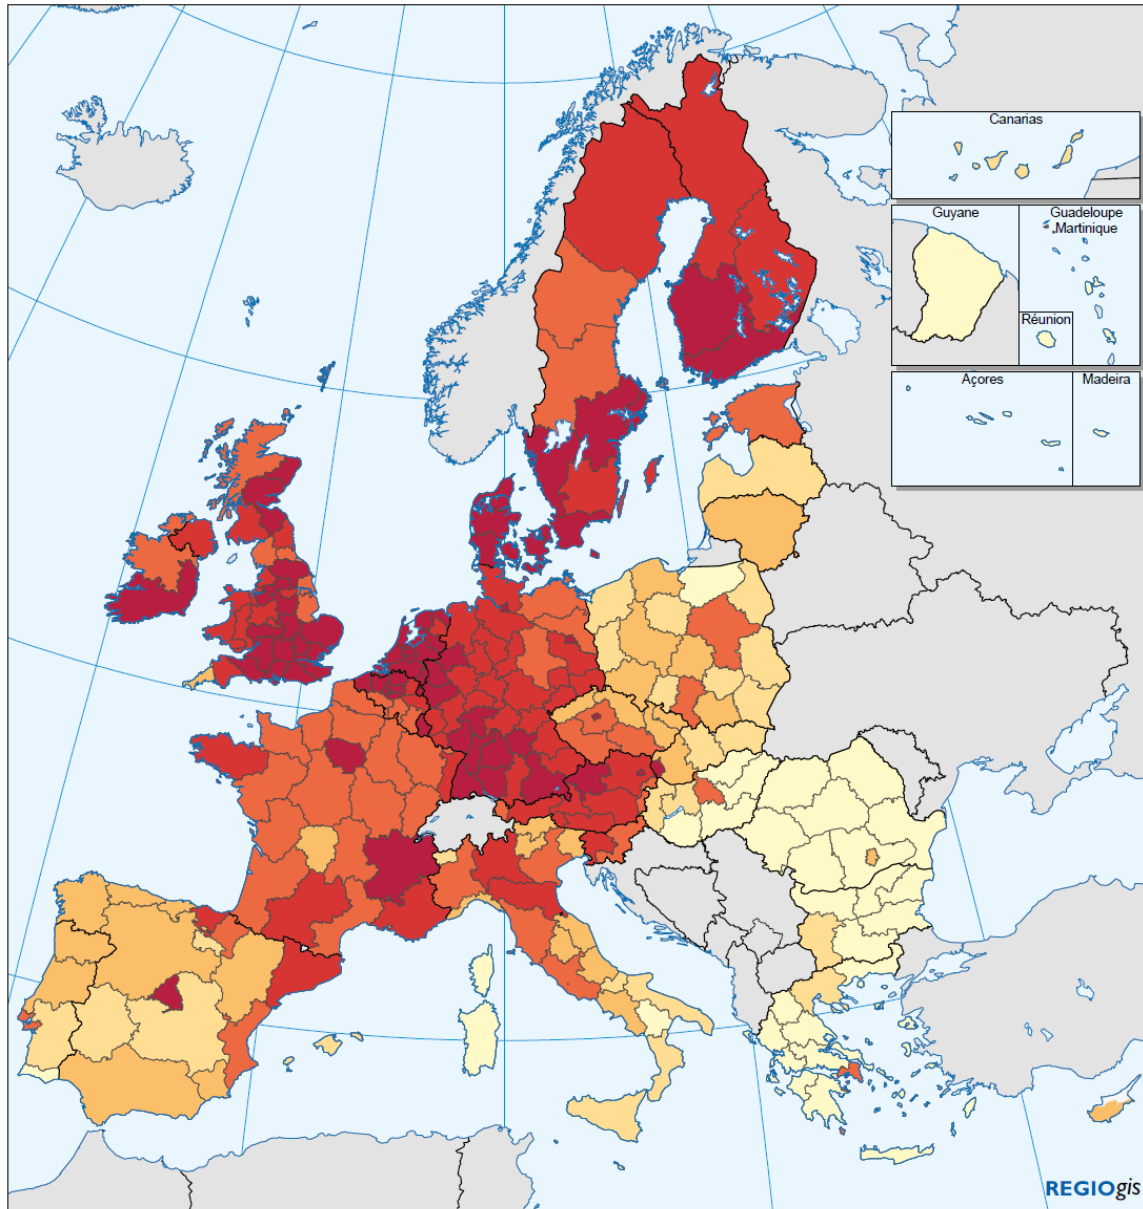 Canarias
Guyane
Guadeloupe
Martinique
Réunion
Açores
Madeira
REGIOgis